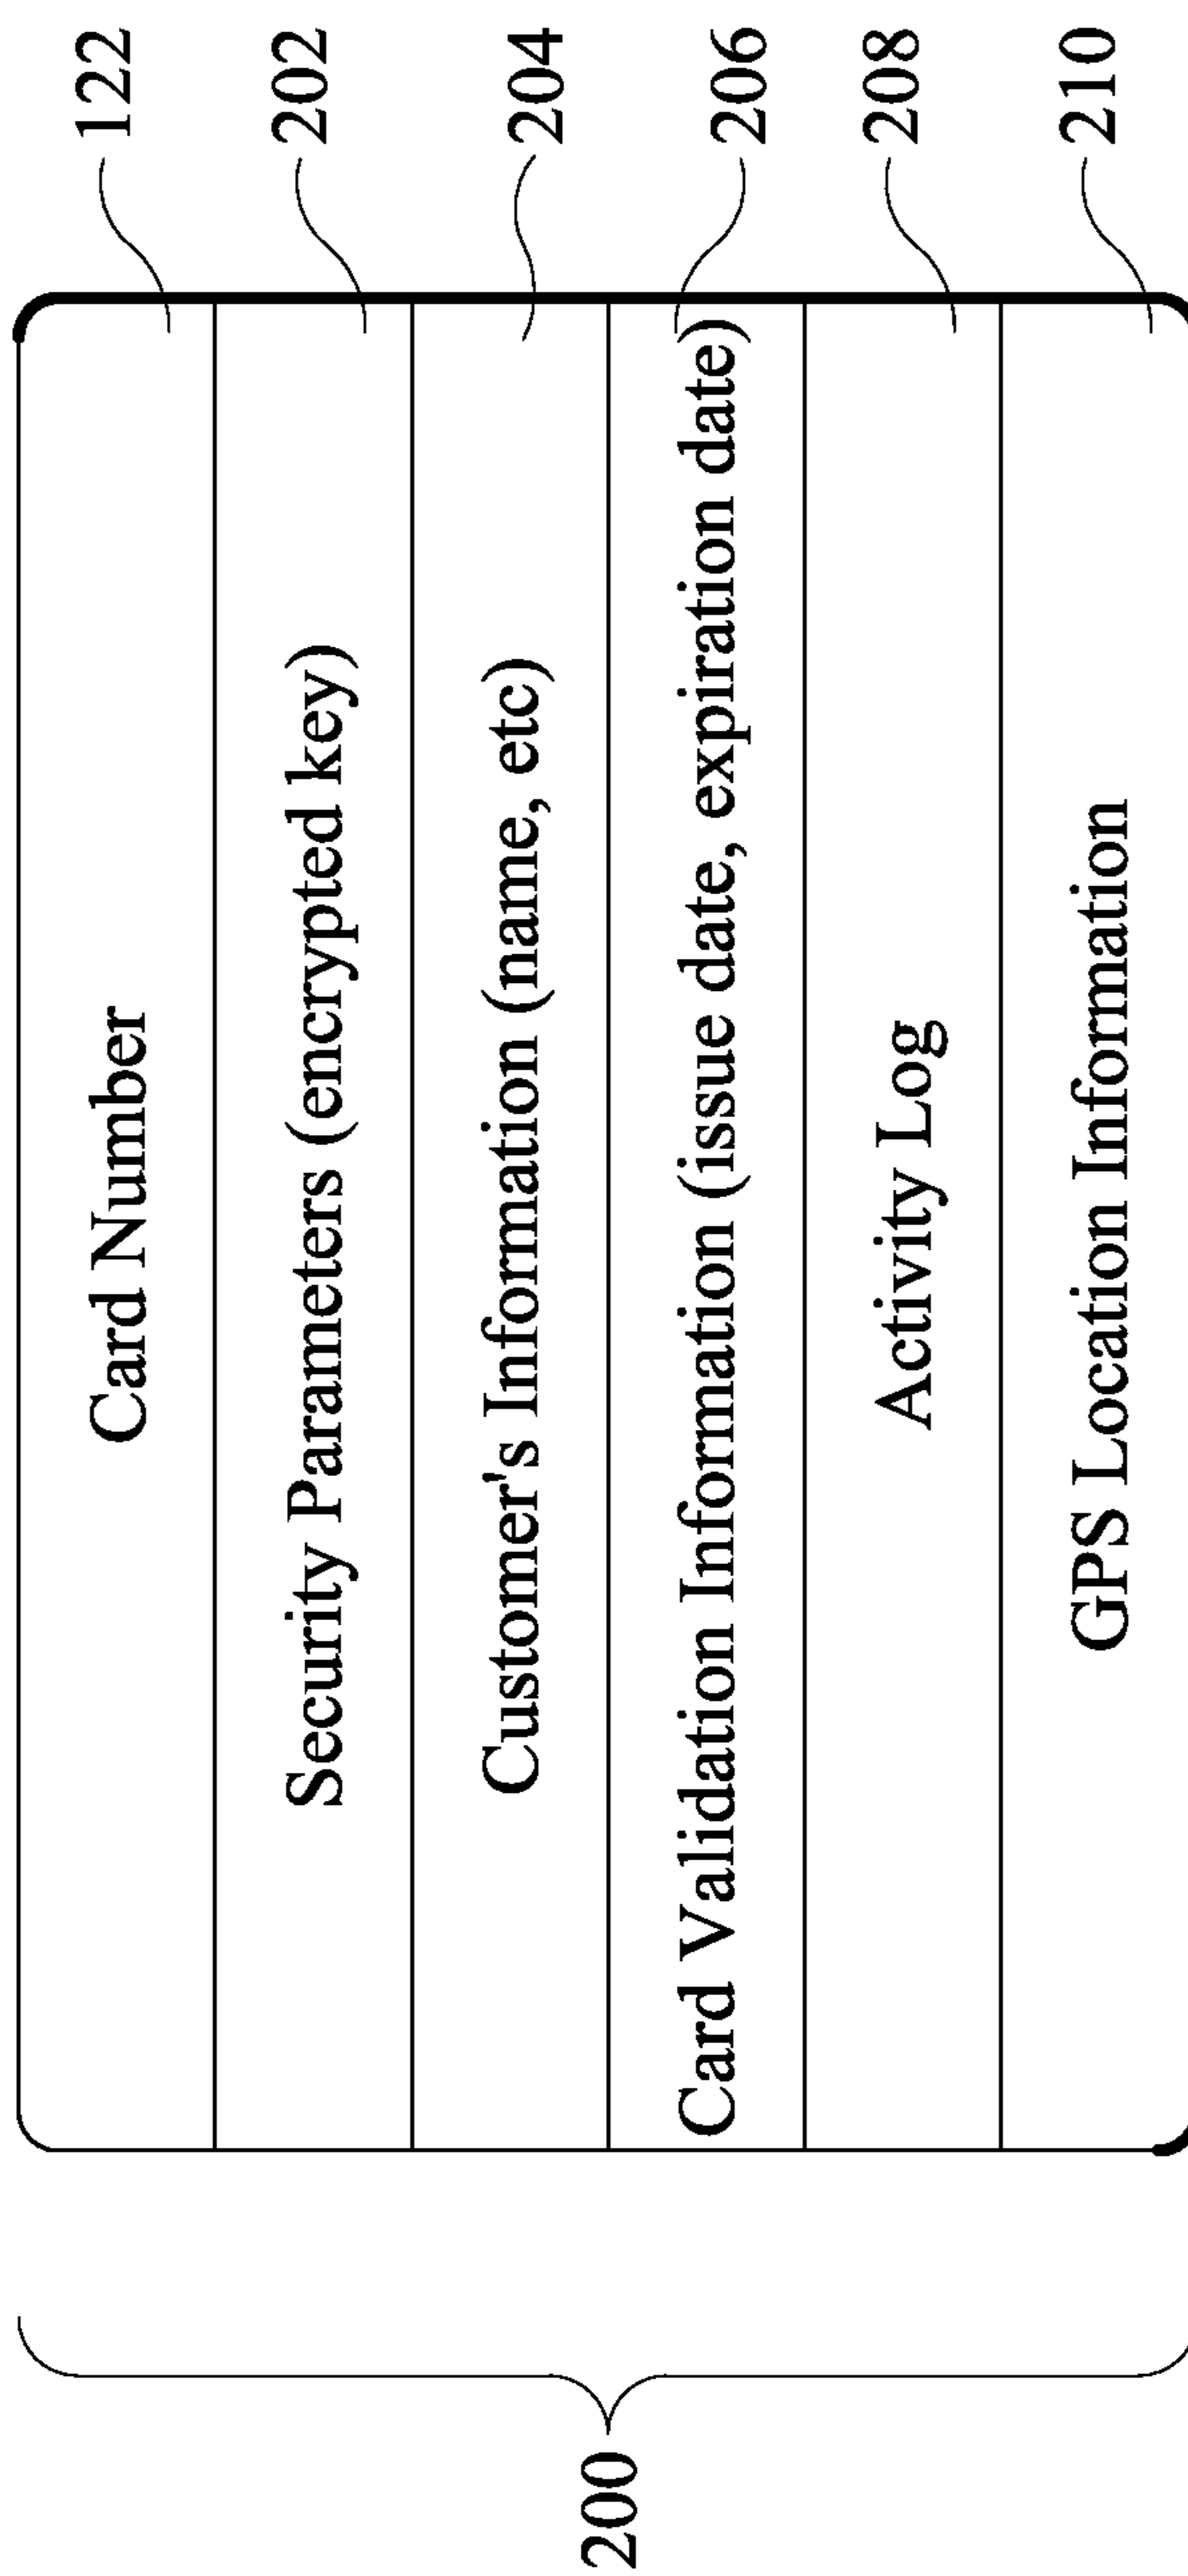 Card Number
122
Security Parameters (encrypted key)
202
Customer's Information (name, etc)
204
Card Validation Information (issue date, expiration date)
206
Activity Log
208
GPS Location Information
210
200